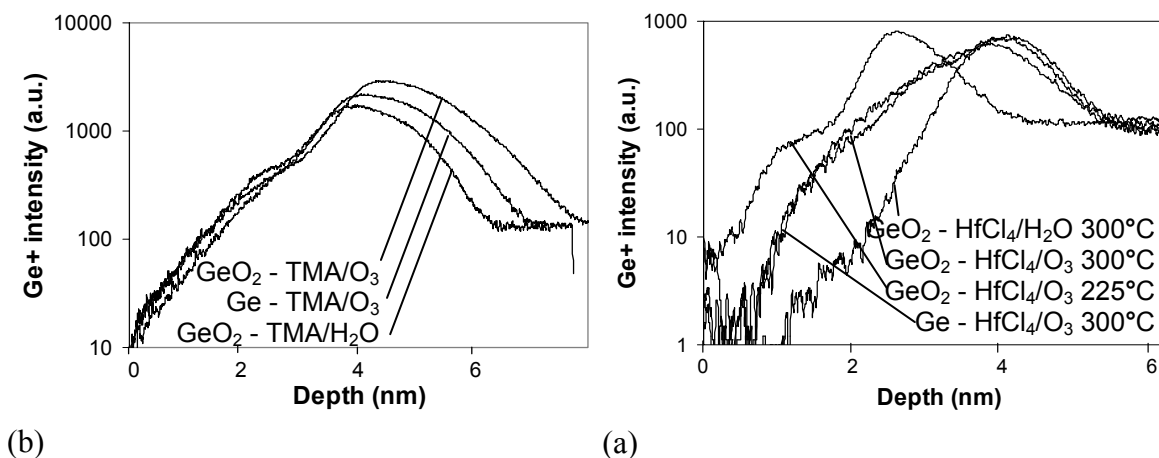 10000
1000
100
10
Ge+ intensity (a.u.)
GeO₂ - TMA/O₃
Ge - TMA/O₃
GeO₂ - TMA/H₂O
0 2 4 6
Depth (nm)
(b)
1000
100
10
1
Ge+ intensity (a.u.)
GeO₂ - HfCl₄/H₂O 300°C
GeO₂ - HfCl₄/O₃ 300°C
GeO₂ - HfCl₄/O₃ 225°C
Ge - HfCl₄/O₃ 300°C
0 2 4 6
Depth (nm)
(a)